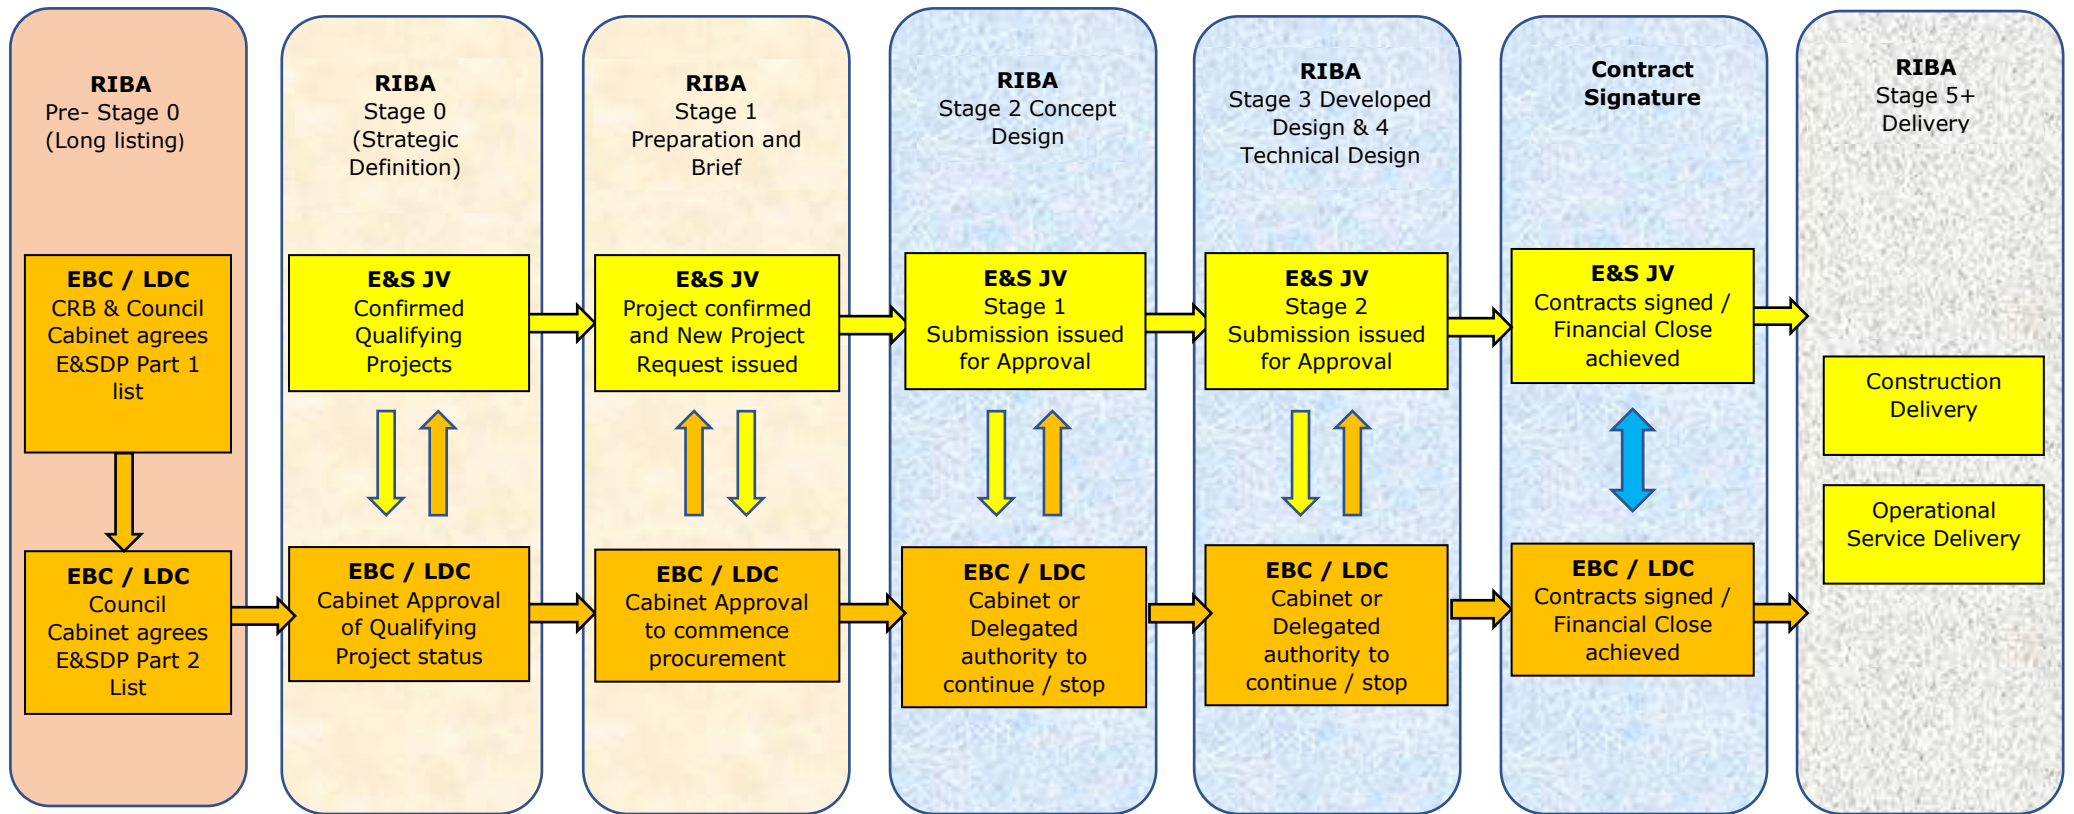 RIBA
Pre- Stage 0
(Long listing)
EBC / LDC
CRB & Council
Cabinet agrees
E&SDP Part 1
list
EBC / LDC
Council
Cabinet agrees
E&SDP Part 2
List
RIBA
Stage 0
(Strategic
Definition)
E&S JV
Confirmed
Qualifying
Projects
EBC / LDC
Cabinet Approval
of Qualifying
Project status
RIBA
Stage 1
Preparation and
Brief
E&S JV
Project confirmed
and New Project
Request issued
EBC / LDC
Cabinet Approval
to commence
procurement
RIBA
Stage 2 Concept
Design
E&S JV
Stage 1
Submission issued
for Approval
EBC / LDC
Cabinet or
Delegated
authority to
continue / stop
RIBA
Stage 3 Developed
Design & 4
Technical Design
E&S JV
Stage 2
Submission issued
for Approval
EBC / LDC
Cabinet or
Delegated
authority to
continue / stop
Contract
Signature
E&S JV
Contracts signed /
Financial Close
achieved
EBC / LDC
Contracts signed /
Financial Close
achieved
RIBA
Stage 5+
Delivery
Construction
Delivery
Operational
Service Delivery